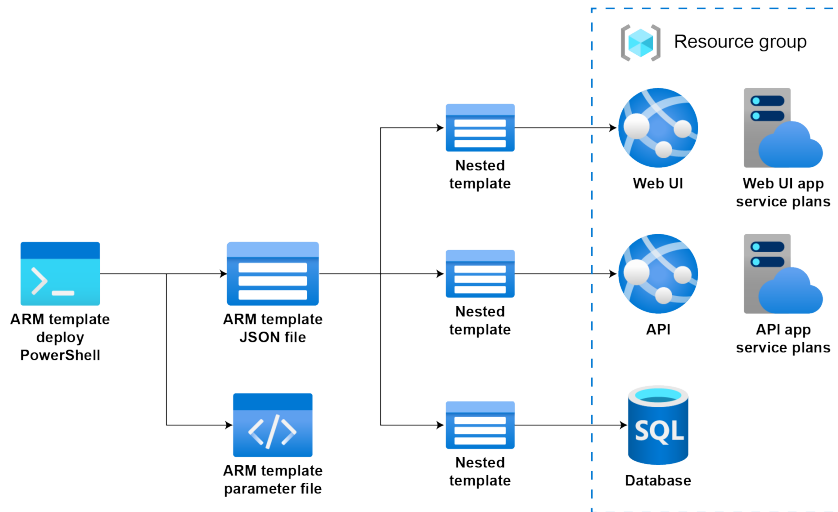 Resource group
Nested
template
Web UI
Web UI app
service plans
ARM template
deploy
PowerShell
ARM template
JSON file
Nested
template
API
API app
service plans
ARM template
parameter file
Nested
template
SQL
Database